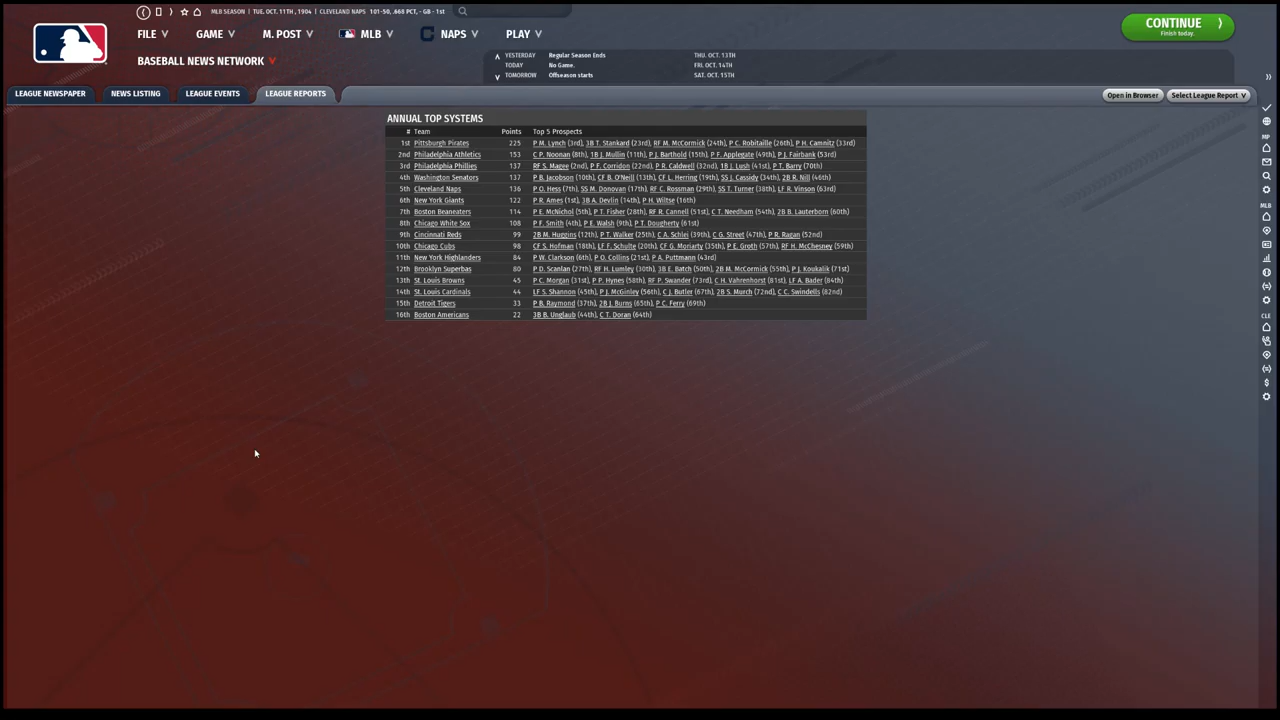 MLB SEASON | TUE. OCT. 11TH , 1904 | CLEVELAND NAPS 101-50, .668 PCT, - GB - 1st
FILE GAME M. POST MLB NAPS PLAY
CONTINUE
Finish today.
BASEBALL NEWS NETWORK
YESTERDAY Regular Season Ends THU. OCT. 13TH
TODAY No Game. FRI. OCT. 14TH
TOMORROW Offseason starts SAT. OCT. 15TH
LEAGUE NEWSPAPER NEWS LISTING LEAGUE EVENTS LEAGUE REPORTS Open in Browser Select League Report
ANNUAL TOP SYSTEMS
# Team Points Top 5 Prospects
1st Pittsburgh Pirates 225 P M. Lynch (3rd), 3B T. Stankard (23rd), RF M. McCormick (24th), P C. Robitaille (26th), P H. Camnitz (33rd)
2nd Philadelphia Athletics 153 C P. Noonan (8th), 1B J. Mullin (11th), P J. Barthold (15th), P F. Applegate (49th), P J. Fairbank (53rd)
3rd Philadelphia Phillies 137 RF S. Magee (2nd), P F. Corridon (22nd), P R. Caldwell (32nd), 1B J. Lush (41st), P T. Barry (70th)
4th Washington Senators 137 P B. Jacobson (10th), CF B. O'Neill (13th), CF L. Herring (19th), SS J. Cassidy (34th), 2B R. Nill (46th)
5th Cleveland Naps 136 P O. Hess (7th), SS M. Donovan (17th), RF C. Rossman (29th), SS T. Turner (38th), LF R. Vinson (63rd)
6th New York Giants 122 P R. Ames (1st), 3B A. Devlin (14th), P H. Wiltse (16th)
7th Boston Beaneaters 114 P E. McNichol (5th), P T. Fisher (28th), RF R. Cannell (51st), C T. Needham (54th), 2B B. Lauterborn (60th)
8th Chicago White Sox 108 P F. Smith (4th), P E. Walsh (9th), P T. Dougherty (61st)
9th Cincinnati Reds 99 2B M. Huggins (12th), P T. Walker (25th), C A. Schlei (39th), C G. Street (47th), P R. Ragan (52nd)
10th Chicago Cubs 98 CF S. Hofman (18th), LF F. Schulte (20th), CF G. Moriarty (35th), P E. Groth (57th), RF H. McChesney (59th)
11th New York Highlanders 84 P W. Clarkson (6th), P O. Collins (21st), P A. Puttmann (43rd)
12th Brooklyn Superbas 80 P D. Scanlan (27th), RF H. Lumley (30th), 3B E. Batch (50th), 2B M. McCormick (55th), P J. Koukalik (71st)
13th St. Louis Browns 45 P C. Morgan (31st), P P. Hynes (58th), RF P. Swander (73rd), C H. Vahrenhorst (81st), LF A. Bader (84th)
14th St. Louis Cardinals 44 LF S. Shannon (45th), P J. McGinley (56th), C J. Butler (67th), 2B S. Murch (72nd), C C. Swindells (82nd)
15th Detroit Tigers 33 P B. Raymond (37th), 2B J. Burns (65th), P C. Ferry (69th)
16th Boston Americans 22 3B B. Unglaub (44th), C T. Doran (64th)
MP
MLB
CLE